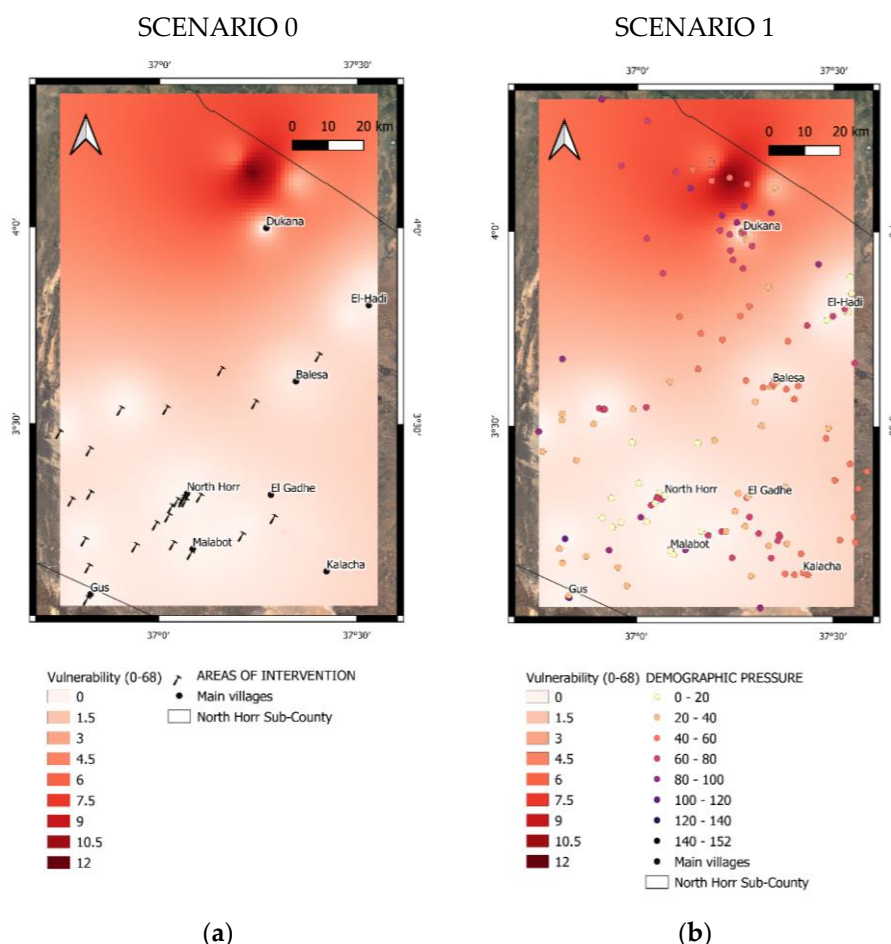 SCENARIO 0
SCENARIO 1
37°0'
37°30'
37°0'
37°30'
0 10 20 km
0 10 20 km
4°0'
Dukana
4°0'
4°0'
Dukana
El-Hadi
El-Hadi
Balesa
Balesa
3°30'
3°30'
3°30'
North Horr
El Gadhe
North Horr
El Gadhe
Malabot
Malabot
Kalacha
Kalacha
Gus
Gus
37°0'
37°30'
37°0'
37°30'
Vulnerability (0-68)
0
1.5
3
4.5
6
7.5
9
10.5
12
AREAS OF INTERVENTION
Main villages
North Horr Sub-County
Vulnerability (0-68)
0
1.5
3
4.5
6
7.5
9
10.5
12
DEMOGRAPHIC PRESSURE
0 - 20
20 - 40
40 - 60
60 - 80
80 - 100
100 - 120
120 - 140
140 - 152
Main villages
North Horr Sub-County
(a)
(b)